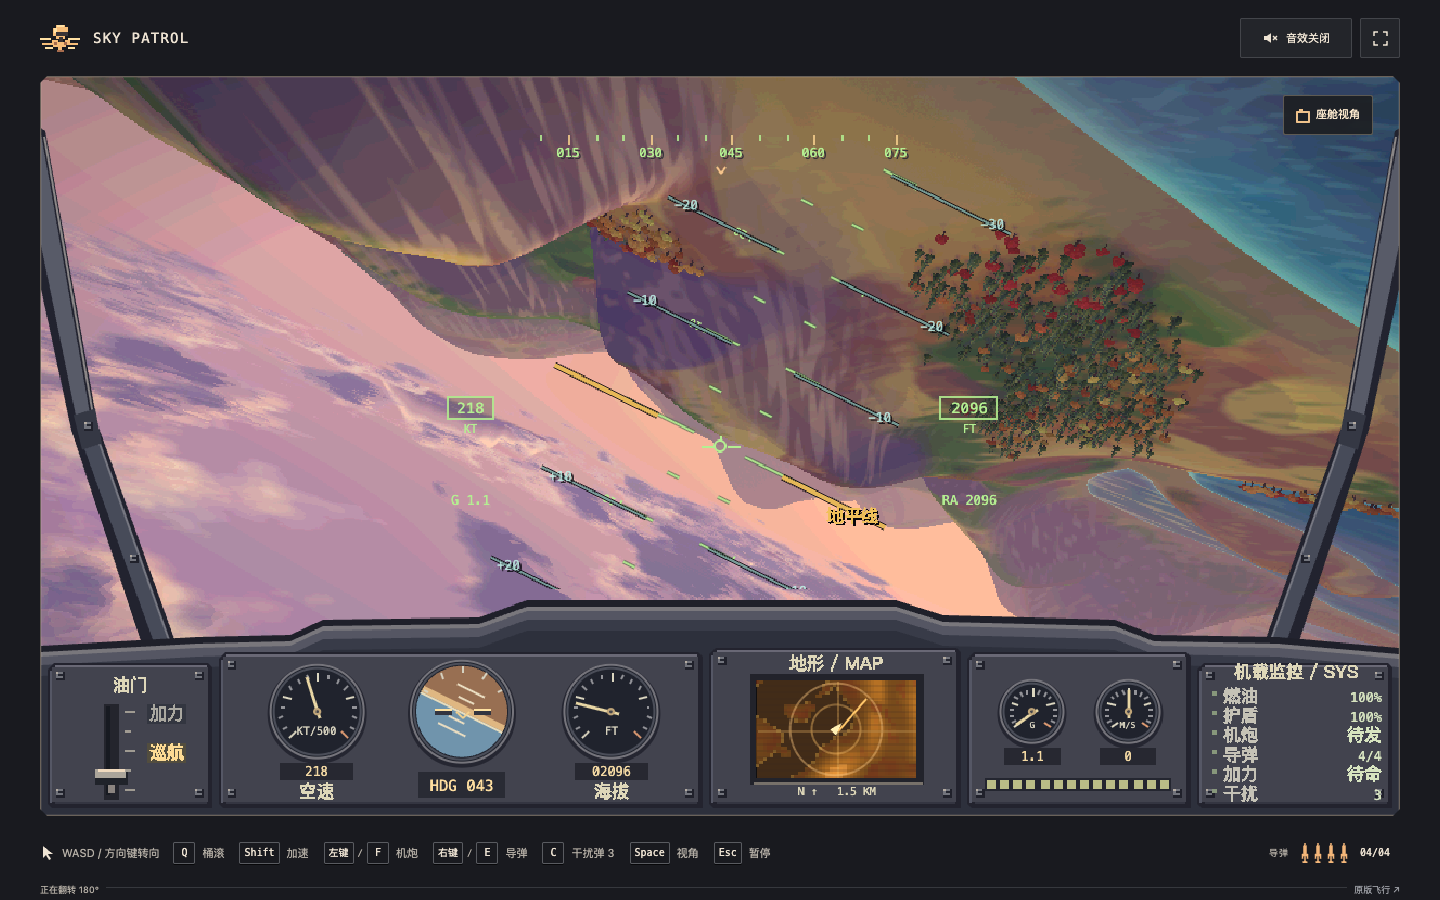 SKY PATROL
音效关闭
座舱视角
015 030 045 060 075
-20
-30
-10
-20
-10
218
KT
2096
FT
+10
G 1.1
RA 2096
地平线
+20
油门
加力
巡航
KT/500
218
空速
HDG 043
FT
02096
海拔
地形 / MAP
N ↑ 1.5 KM
G
1.1
M/S
0
机载监控 / SYS
燃油 100%
护盾 100%
机炮 待发
导弹 4/4
加力 待命
干扰 3
WASD / 方向键转向 Q 桶滚 Shift 加速 左键 / F 机炮 右键 / E 导弹 C 干扰弹 3 Space 视角 Esc 暂停
导弹 04/04
正在翻转 180°
原版飞行 ↗